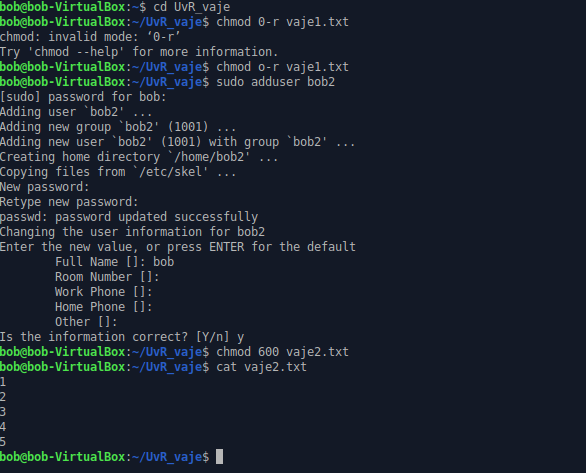 bob@bob-VirtualBox:~$ cd UvR_vaje
bob@bob-VirtualBox:~/UvR_vaje$ chmod 0-r vaje1.txt
chmod: invalid mode: ‘0-r’
Try 'chmod --help' for more information.
bob@bob-VirtualBox:~/UvR_vaje$ chmod o-r vaje1.txt
bob@bob-VirtualBox:~/UvR_vaje$ sudo adduser bob2
[sudo] password for bob:
Adding user `bob2' ...
Adding new group `bob2' (1001) ...
Adding new user `bob2' (1001) with group `bob2' ...
Creating home directory `/home/bob2' ...
Copying files from `/etc/skel' ...
New password:
Retype new password:
passwd: password updated successfully
Changing the user information for bob2
Enter the new value, or press ENTER for the default
        Full Name []: bob
        Room Number []:
        Work Phone []:
        Home Phone []:
        Other []:
Is the information correct? [Y/n] y
bob@bob-VirtualBox:~/UvR_vaje$ chmod 600 vaje2.txt
bob@bob-VirtualBox:~/UvR_vaje$ cat vaje2.txt
1
2
3
4
5
bob@bob-VirtualBox:~/UvR_vaje$